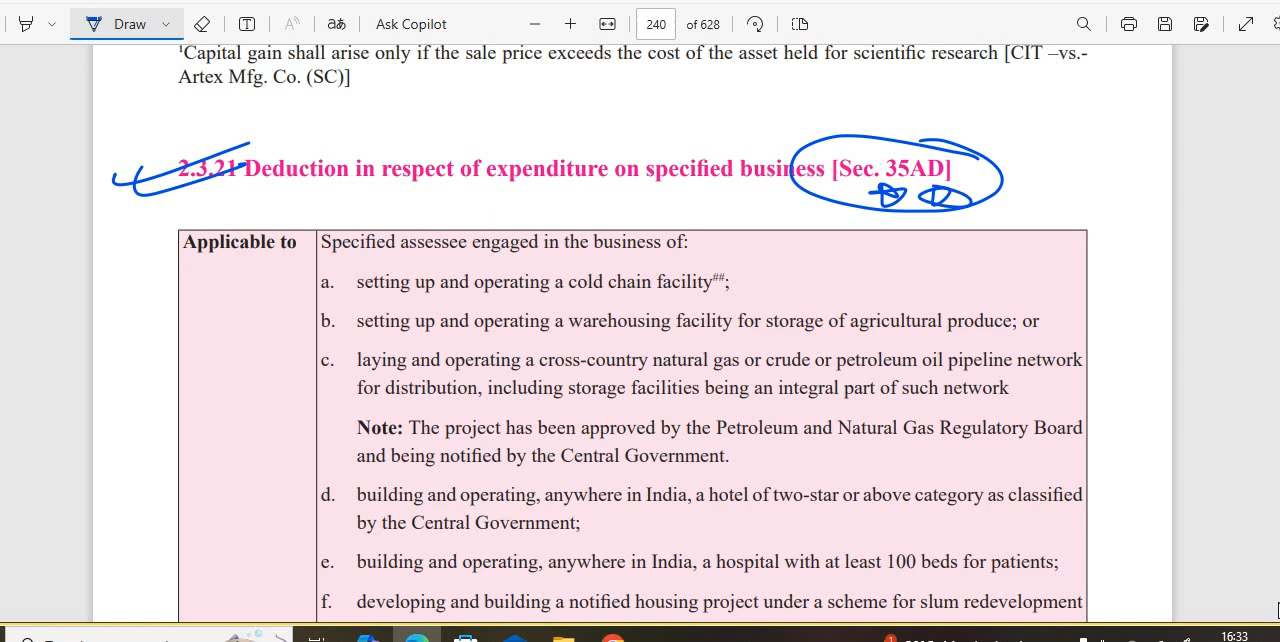 Draw
aあ
Ask Copilot
240
of 628
¹Capital gain shall arise only if the sale price exceeds the cost of the asset held for scientific research [CIT –vs.-
Artex Mfg. Co. (SC)]
2.3.21 Deduction in respect of expenditure on specified business [Sec. 35AD]
Applicable to
Specified assessee engaged in the business of:
a. setting up and operating a cold chain facility##;
b. setting up and operating a warehousing facility for storage of agricultural produce; or
c. laying and operating a cross-country natural gas or crude or petroleum oil pipeline network
for distribution, including storage facilities being an integral part of such network
Note: The project has been approved by the Petroleum and Natural Gas Regulatory Board
and being notified by the Central Government.
d. building and operating, anywhere in India, a hotel of two-star or above category as classified
by the Central Government;
e. building and operating, anywhere in India, a hospital with at least 100 beds for patients;
f. developing and building a notified housing project under a scheme for slum redevelopment
16:33